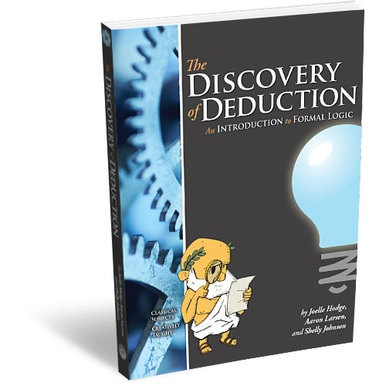 The
DISCOVERY
of DEDUCTION
An INTRODUCTION to FORMAL LOGIC
CLASSICAL
SUBJECTS
CREATIVELY
TAUGHT
by Joelle Hodge,
Aaron Larsen,
and Shelly Johnson
The DISCOVERY of DEDUCTION